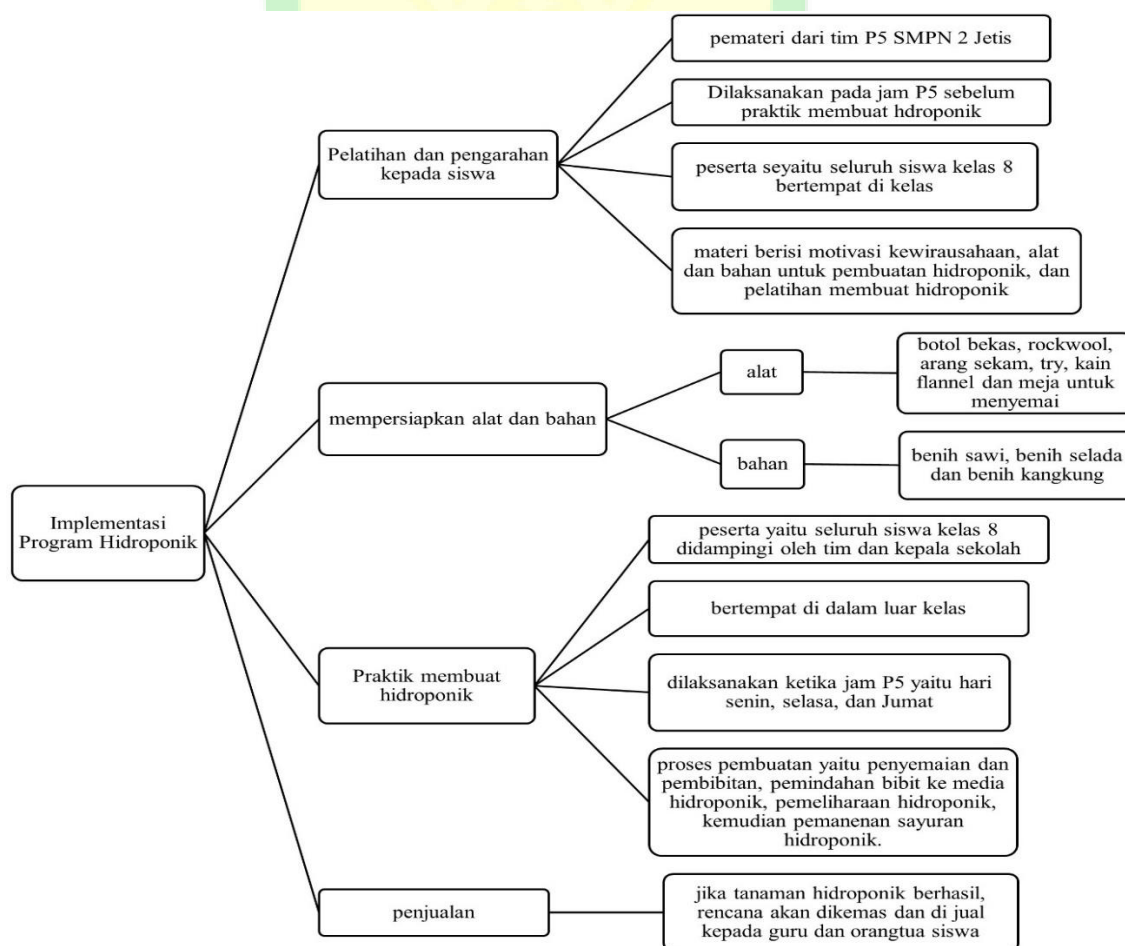 Implementasi
Program Hidroponik
Pelatihan dan pengarahan
kepada siswa
pemateri dari tim P5 SMPN 2 Jetis
Dilaksanakan pada jam P5 sebelum
praktik membuat hdroponik
peserta seyaitu seluruh siswa kelas 8
bertempat di kelas
materi berisi motivasi kewirausahaan, alat
dan bahan untuk pembuatan hidroponik, dan
pelatihan membuat hidroponik
mempersiapkan alat dan bahan
alat
botol bekas, rockwool,
arang sekam, try, kain
flannel dan meja untuk
menyemai
bahan
benih sawi, benih selada
dan benih kangkung
Praktik membuat
hidroponik
peserta yaitu seluruh siswa kelas 8
didampingi oleh tim dan kepala sekolah
bertempat di dalam luar kelas
dilaksanakan ketika jam P5 yaitu hari
senin, selasa, dan Jumat
proses pembuatan yaitu penyemaian dan
pembibitan, pemindahan bibit ke media
hidroponik, pemeliharaan hidroponik,
kemudian pemanenan sayuran
hidroponik.
penjualan
jika tanaman hidroponik berhasil,
rencana akan dikemas dan di jual
kepada guru dan orangtua siswa